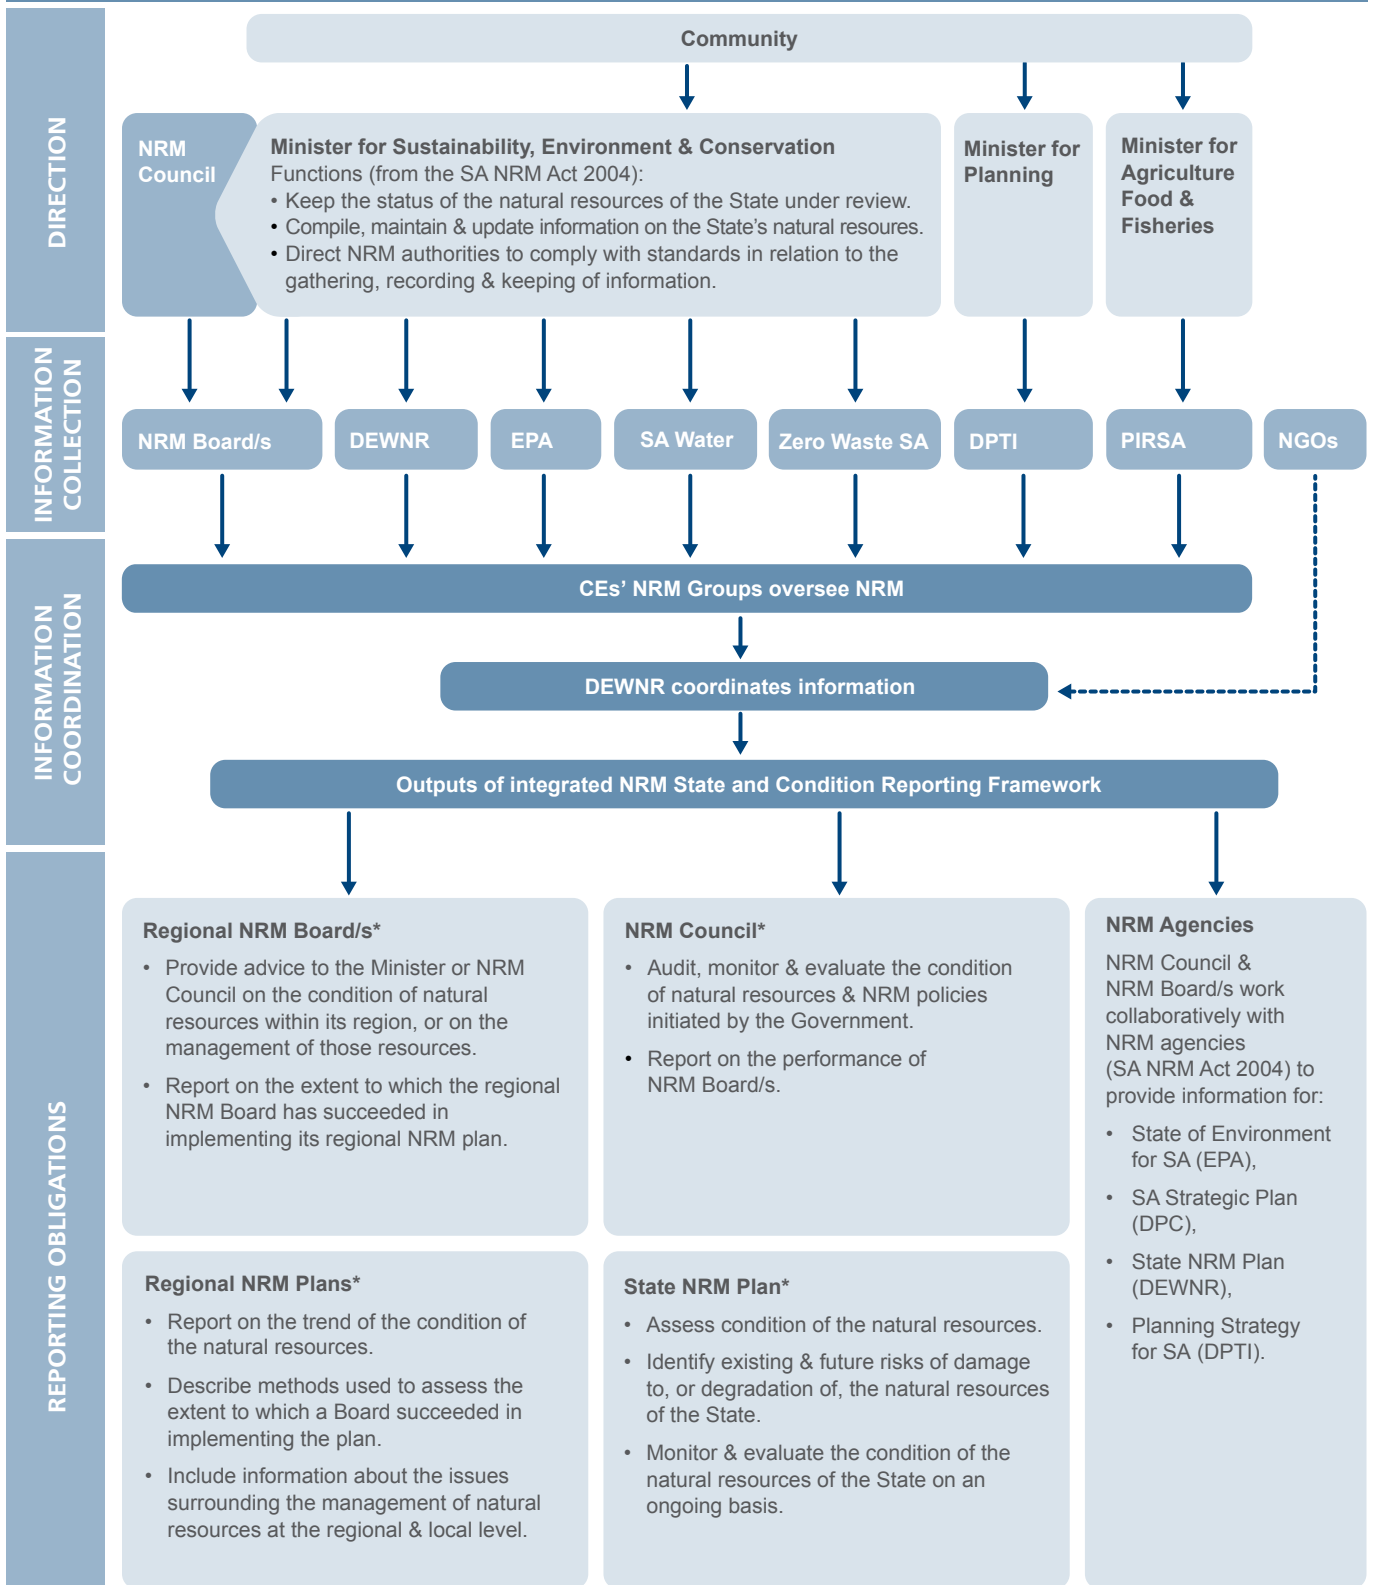 DIRECTION
Community
NRM
Council
Minister for Sustainability, Environment & Conservation
Functions (from the SA NRM Act 2004):
• Keep the status of the natural resources of the State under review.
• Compile, maintain & update information on the State's natural resoures.
• Direct NRM authorities to comply with standards in relation to the
gathering, recording & keeping of information.
Minister for
Planning
Minister for
Agriculture
Food &
Fisheries
INFORMATION
COLLECTION
NRM Board/s
DEWNR
EPA
SA Water
Zero Waste SA
DPTI
PIRSA
NGOs
INFORMATION
COORDINATION
CEs' NRM Groups oversee NRM
DEWNR coordinates information
Outputs of integrated NRM State and Condition Reporting Framework
REPORTING OBLIGATIONS
Regional NRM Board/s*
• Provide advice to the Minister or NRM
Council on the condition of natural
resources within its region, or on the
management of those resources.
• Report on the extent to which the regional
NRM Board has succeeded in
implementing its regional NRM plan.
NRM Council*
• Audit, monitor & evaluate the condition
of natural resources & NRM policies
initiated by the Government.
• Report on the performance of
NRM Board/s.
NRM Agencies
NRM Council &
NRM Board/s work
collaboratively with
NRM agencies
(SA NRM Act 2004) to
provide information for:
• State of Environment
for SA (EPA),
• SA Strategic Plan
(DPC),
• State NRM Plan
(DEWNR),
• Planning Strategy
for SA (DPTI).
Regional NRM Plans*
• Report on the trend of the condition of
the natural resources.
• Describe methods used to assess the
extent to which a Board succeeded in
implementing the plan.
• Include information about the issues
surrounding the management of natural
resources at the regional & local level.
State NRM Plan*
• Assess condition of the natural resources.
• Identify existing & future risks of damage
to, or degradation of, the natural resources
of the State.
• Monitor & evaluate the condition of the
natural resources of the State on an
ongoing basis.